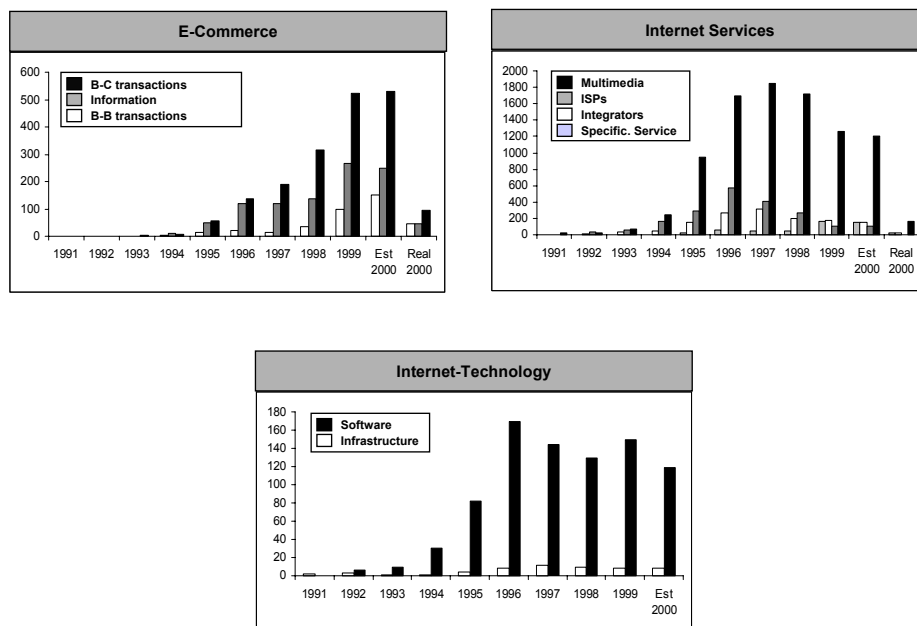 E-Commerce
600
500
400
300
200
100
0
B-C transactions
Information
B-B transactions
1991 1992 1993 1994 1995 1996 1997 1998 1999 Est Real
2000 2000
Internet Services
2000
1800
1600
1400
1200
1000
800
600
400
200
0
Multimedia
ISPs
Integrators
Specific. Service
1991 1992 1993 1994 1995 1996 1997 1998 1999 Est Real
2000 2000
Internet-Technology
180
160
140
120
100
80
60
40
20
0
Software
Infrastructure
1991 1992 1993 1994 1995 1996 1997 1998 1999 Est
2000